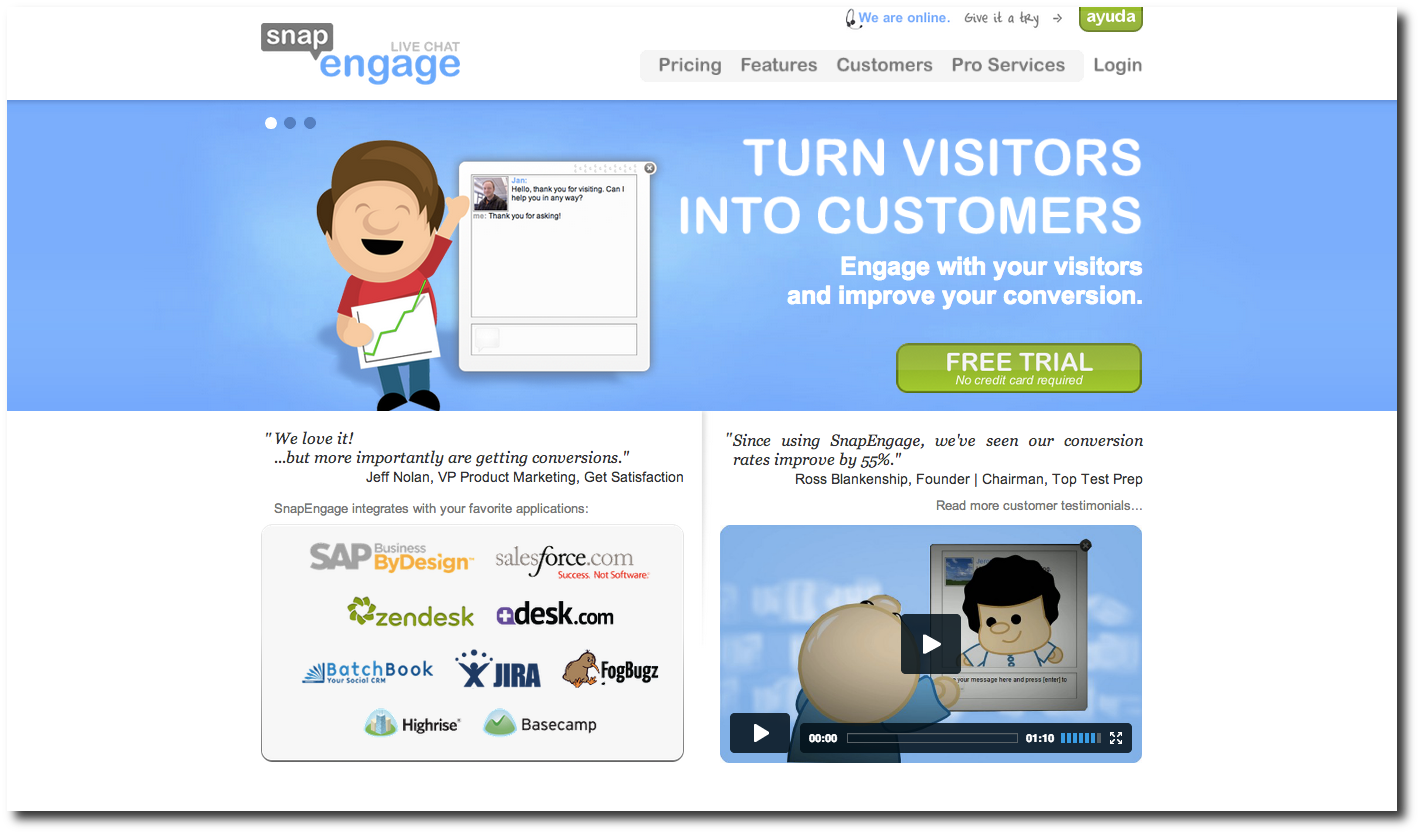 snap
LIVE CHAT
engage
We are online. Give it a try → ayuda
Pricing Features Customers Pro Services Login
Jan:
Hello, thank you for visiting. Can I
help you in any way?
me: Thank you for asking!
TURN VISITORS
INTO CUSTOMERS
Engage with your visitors
and improve your conversion.
FREE TRIAL
No credit card required
" We love it!
...but more importantly are getting conversions."
Jeff Nolan, VP Product Marketing, Get Satisfaction
SnapEngage integrates with your favorite applications:
SAP Business
ByDesign™
salesforce.com
Success. Not Software.®
zendesk
desk.com
BatchBook
Your Social CRM
JIRA
FogBugz
Highrise®
Basecamp
"Since using SnapEngage, we've seen our conversion
rates improve by 55%."
Ross Blankenship, Founder | Chairman, Top Test Prep
Read more customer testimonials...
your message here and press [enter] to
00:00 01:10